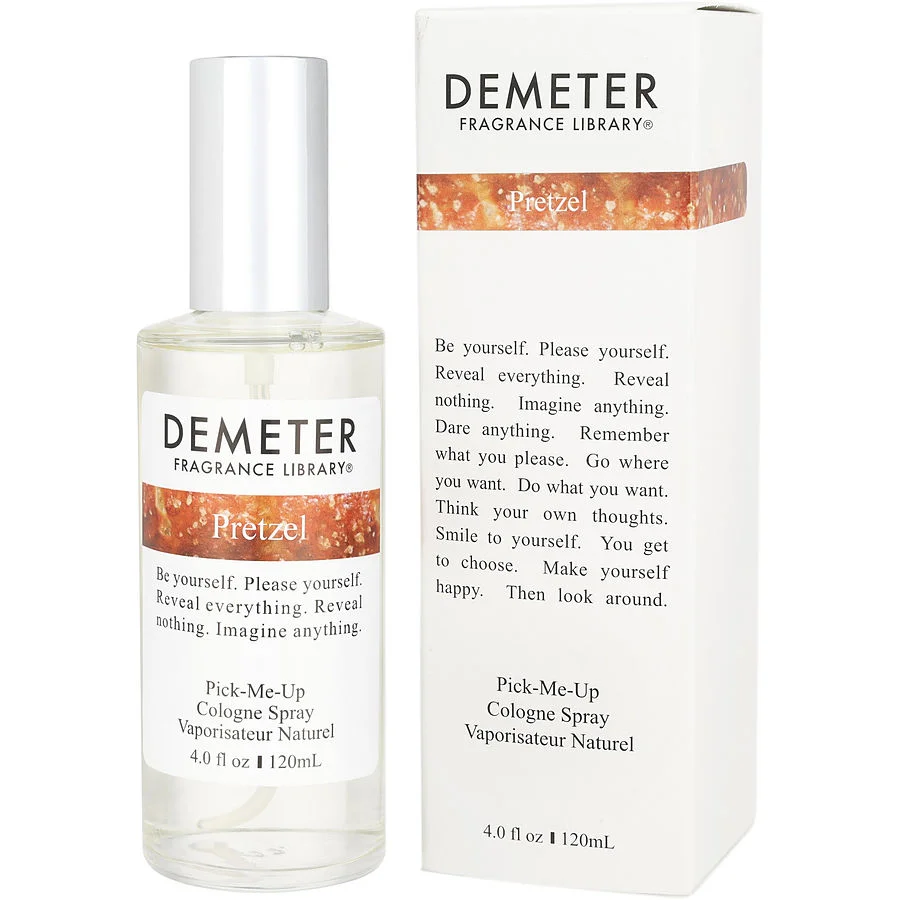 DEMETER
FRAGRANCE LIBRARY®
Pretzel
Be yourself. Please yourself.
Reveal everything. Reveal
nothing. Imagine anything.
Pick-Me-Up
Cologne Spray
Vaporisateur Naturel
4.0 fl oz ❚ 120mL
DEMETER
FRAGRANCE LIBRARY®
Pretzel
Be yourself. Please yourself.
Reveal everything. Reveal
nothing. Imagine anything.
Dare anything. Remember
what you please. Go where
you want. Do what you want.
Think your own thoughts.
Smile to yourself. You get
to choose. Make yourself
happy. Then look around.
Pick-Me-Up
Cologne Spray
Vaporisateur Naturel
4.0 fl oz ❚ 120mL